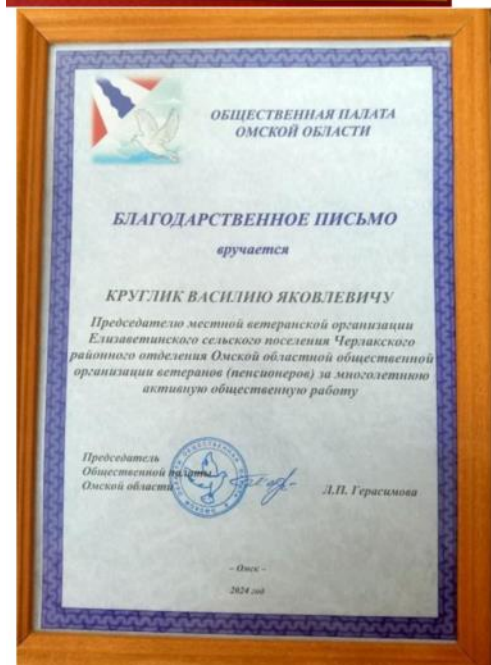 ОБЩЕСТВЕННАЯ ПАЛАТА
ОМСКОЙ ОБЛАСТИ
БЛАГОДАРСТВЕННОЕ ПИСЬМО
вручается
КРУГЛИК ВАСИЛИЮ ЯКОВЛЕВИЧУ
Председателю местной ветеранской организации
Елизаветинского сельского поселения Черлакского
районного отделения Омской областной общественной
организации ветеранов (пенсионеров) за многолетнюю
активную общественную работу
Председатель
Общественной палаты
Омской области
Л.П. Герасимова
- Омск -
2024 год